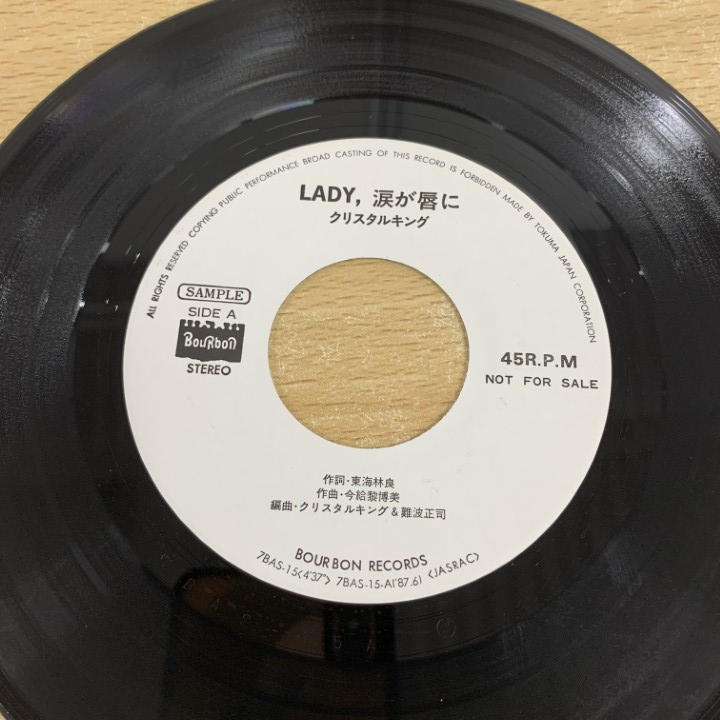 ALL RIGHTS RESERVED COPYING PUBLIC PERFORMANCE BROAD CASTING OF THIS RECORD IS FORBIDDEN MADE BY TOKUMA JAPAN CORPORATION
LADY, 涙が唇に
クリスタルキング
SAMPLE
SIDE A
BOURBON
STEREO
45R.P.M
NOT FOR SALE
作詞・東海林良
作曲・今給黎博美
編曲・クリスタルキング&難波正司
BOURBON RECORDS
7BAS-15<4'37"> 7BAS-15-A1'87.6) <JASRAC>